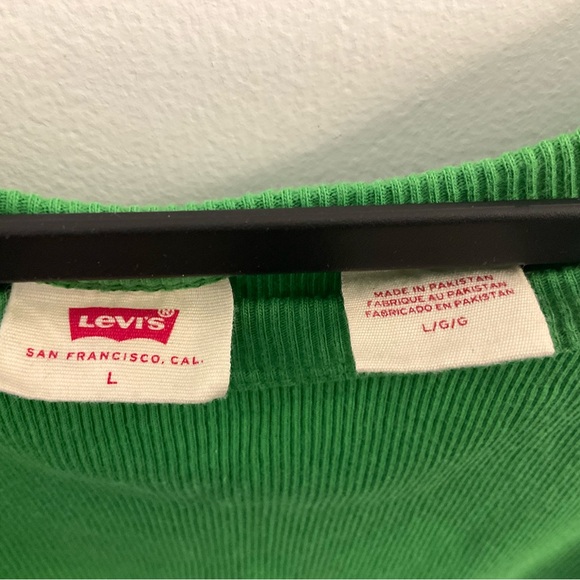 Levi's®
SAN FRANCISCO, CAL.
L
MADE IN PAKISTAN
FABRIQUE AU PAKISTAN
FABRICADO EN PAKISTAN
L/G/G